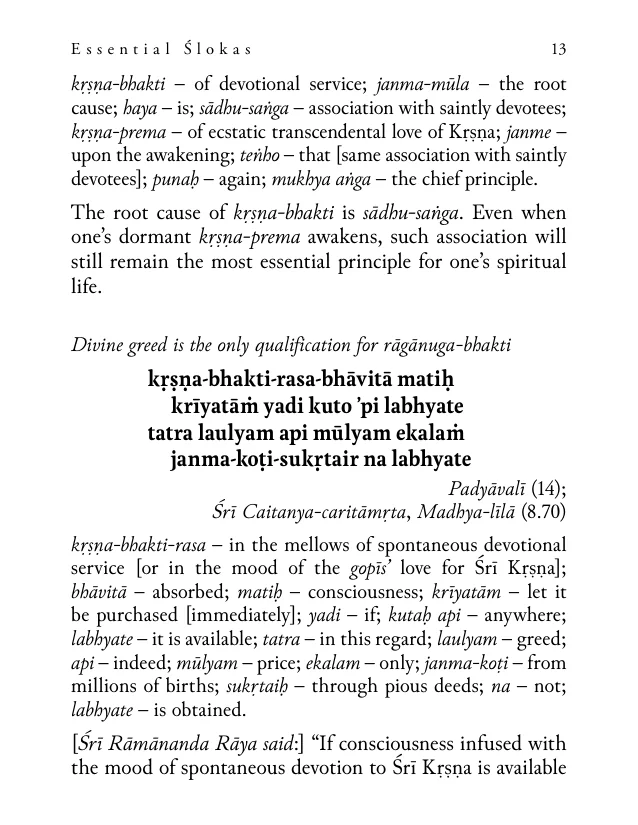 Essential Ślokas 13
kṛṣṇa-bhakti – of devotional service; janma-mūla – the root
cause; haya – is; sādhu-saṅga – association with saintly devotees;
kṛṣṇa-prema – of ecstatic transcendental love of Kṛṣṇa; janme –
upon the awakening; teṅho – that [same association with saintly
devotees]; punaḥ – again; mukhya aṅga – the chief principle.
The root cause of kṛṣṇa-bhakti is sādhu-saṅga. Even when
one’s dormant kṛṣṇa-prema awakens, such association will
still remain the most essential principle for one’s spiritual
life.
Divine greed is the only qualification for rāgānuga-bhakti
kṛṣṇa-bhakti-rasa-bhāvitā matiḥ
krīyatāṁ yadi kuto ’pi labhyate
tatra laulyam api mūlyam ekalaṁ
janma-koṭi-sukṛtair na labhyate
Padyāvalī (14);
Śrī Caitanya-caritāmṛta, Madhya-līlā (8.70)
kṛṣṇa-bhakti-rasa – in the mellows of spontaneous devotional
service [or in the mood of the gopīs’ love for Śrī Kṛṣṇa];
bhāvitā – absorbed; matiḥ – consciousness; krīyatām – let it
be purchased [immediately]; yadi – if; kutaḥ api – anywhere;
labhyate – it is available; tatra – in this regard; laulyam – greed;
api – indeed; mūlyam – price; ekalam – only; janma-koṭi – from
millions of births; sukṛtaiḥ – through pious deeds; na – not;
labhyate – is obtained.
[Śrī Rāmānanda Rāya said:] “If consciousness infused with
the mood of spontaneous devotion to Śrī Kṛṣṇa is available